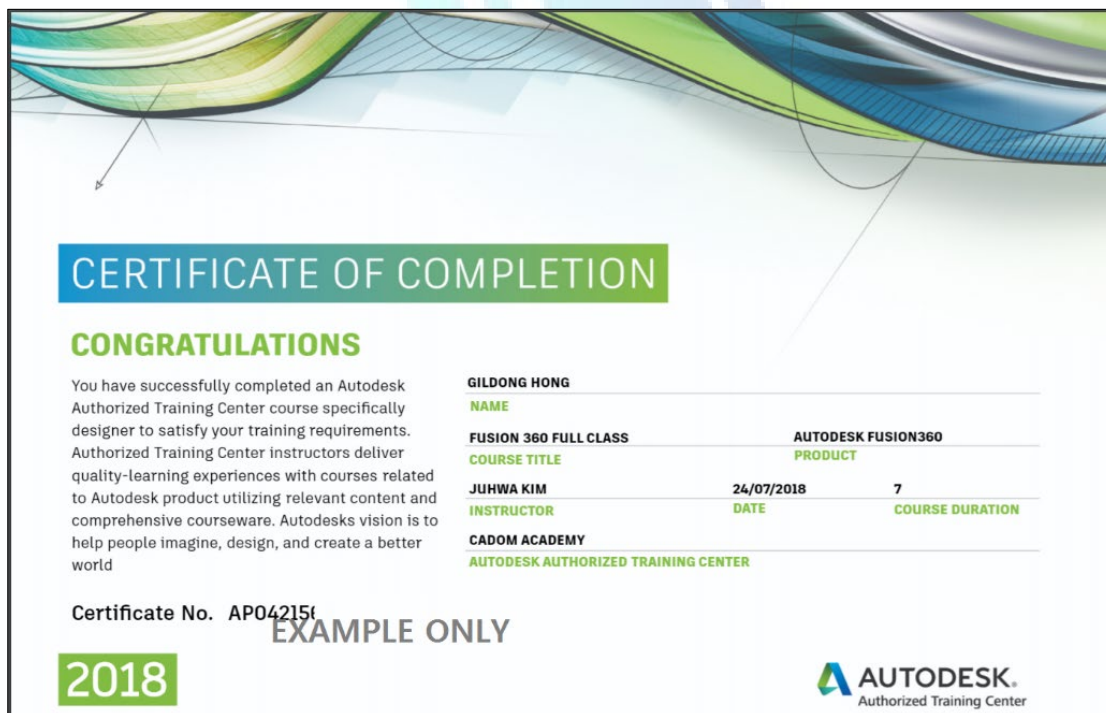 CERTIFICATE OF COMPLETION
CONGRATULATIONS
You have successfully completed an Autodesk
Authorized Training Center course specifically
designer to satisfy your training requirements.
Authorized Training Center instructors deliver
quality-learning experiences with courses related
to Autodesk product utilizing relevant content and
comprehensive courseware. Autodesks vision is to
help people imagine, design, and create a better
world
GILDONG HONG
NAME
FUSION 360 FULL CLASS AUTODESK FUSION360
COURSE TITLE PRODUCT
JUHWA KIM 24/07/2018 7
INSTRUCTOR DATE COURSE DURATION
CADOM ACADEMY
AUTODESK AUTHORIZED TRAINING CENTER
Certificate No.
EXAMPLE ONLY
2018
AUTODESK®
Authorized Training Center